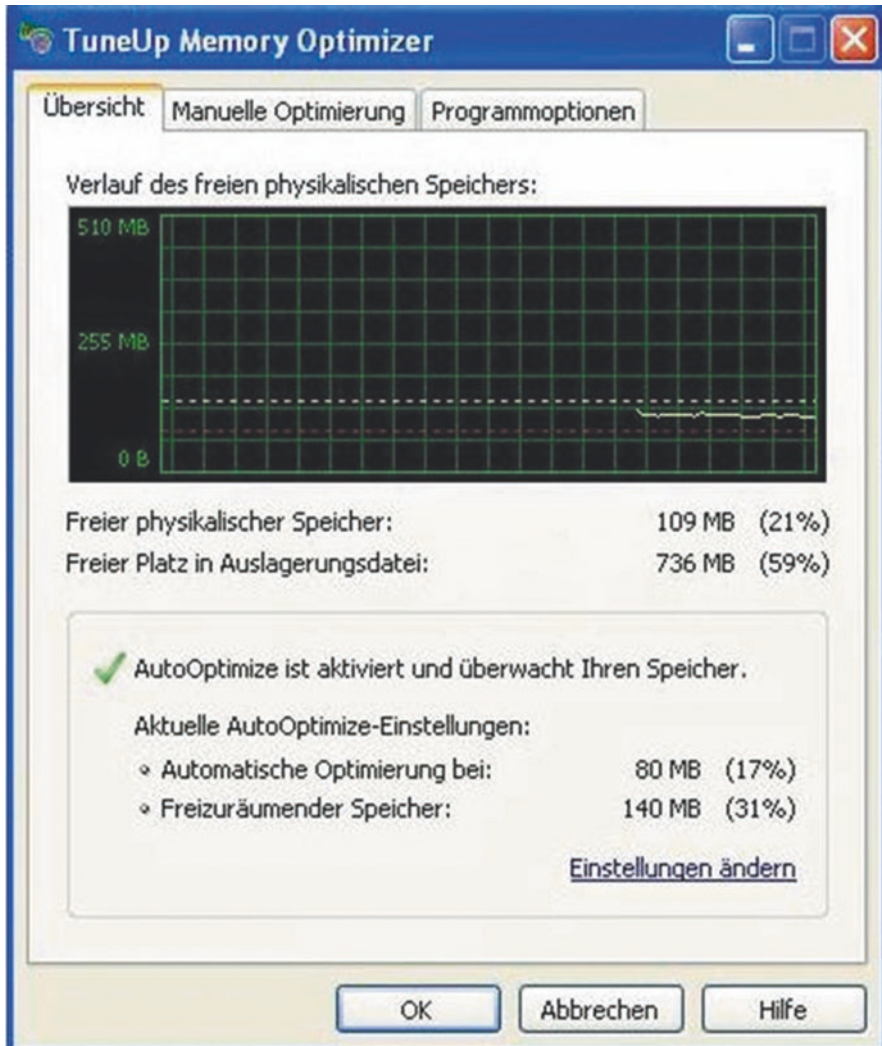 TuneUp Memory Optimizer
Übersicht
Manuelle Optimierung
Programmoptionen
Verlauf des freien physikalischen Speichers:
510 MB
255 MB
0 B
Freier physikalischer Speicher: 109 MB (21%)
Freier Platz in Auslagerungsdatei: 736 MB (59%)
AutoOptimize ist aktiviert und überwacht Ihren Speicher.
Aktuelle AutoOptimize-Einstellungen:
• Automatische Optimierung bei: 80 MB (17%)
• Freizuräumender Speicher: 140 MB (31%)
Einstellungen ändern
OK
Abbrechen
Hilfe